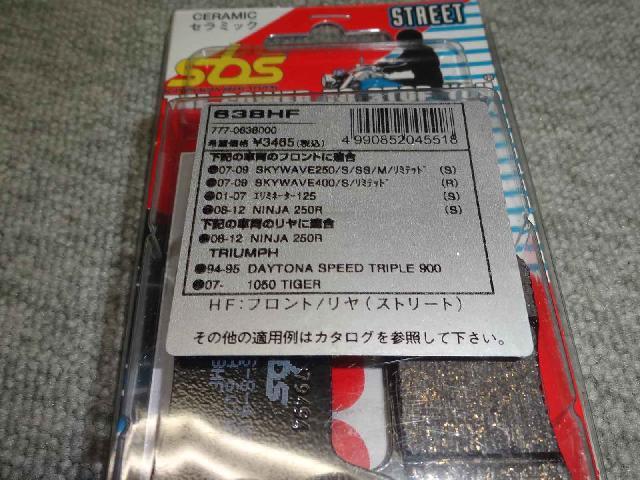 CERAMIC
セラミック
STREET
sbs
638HF
777-0638000
希望価格 ¥3465(税込)
4990852045518
下記の車両のフロントに適合
●07-09 SKYWAVE250/S/SS/M/リミテッド (S)
●07-09 SKYWAVE400/S/リミテッド (R)
●01-07 エリミネーター125 (S)
●08-12 NINJA 250R (S)
下記の車両のリヤに適合
●08-12 NINJA 250R
TRIUMPH
●94-95 DAYTONA SPEED TRIPLE 900
●07- 1050 TIGER
HF:フロント/リヤ(ストリート)
その他の適用例はカタログを参照して下さい。
sbs
79494